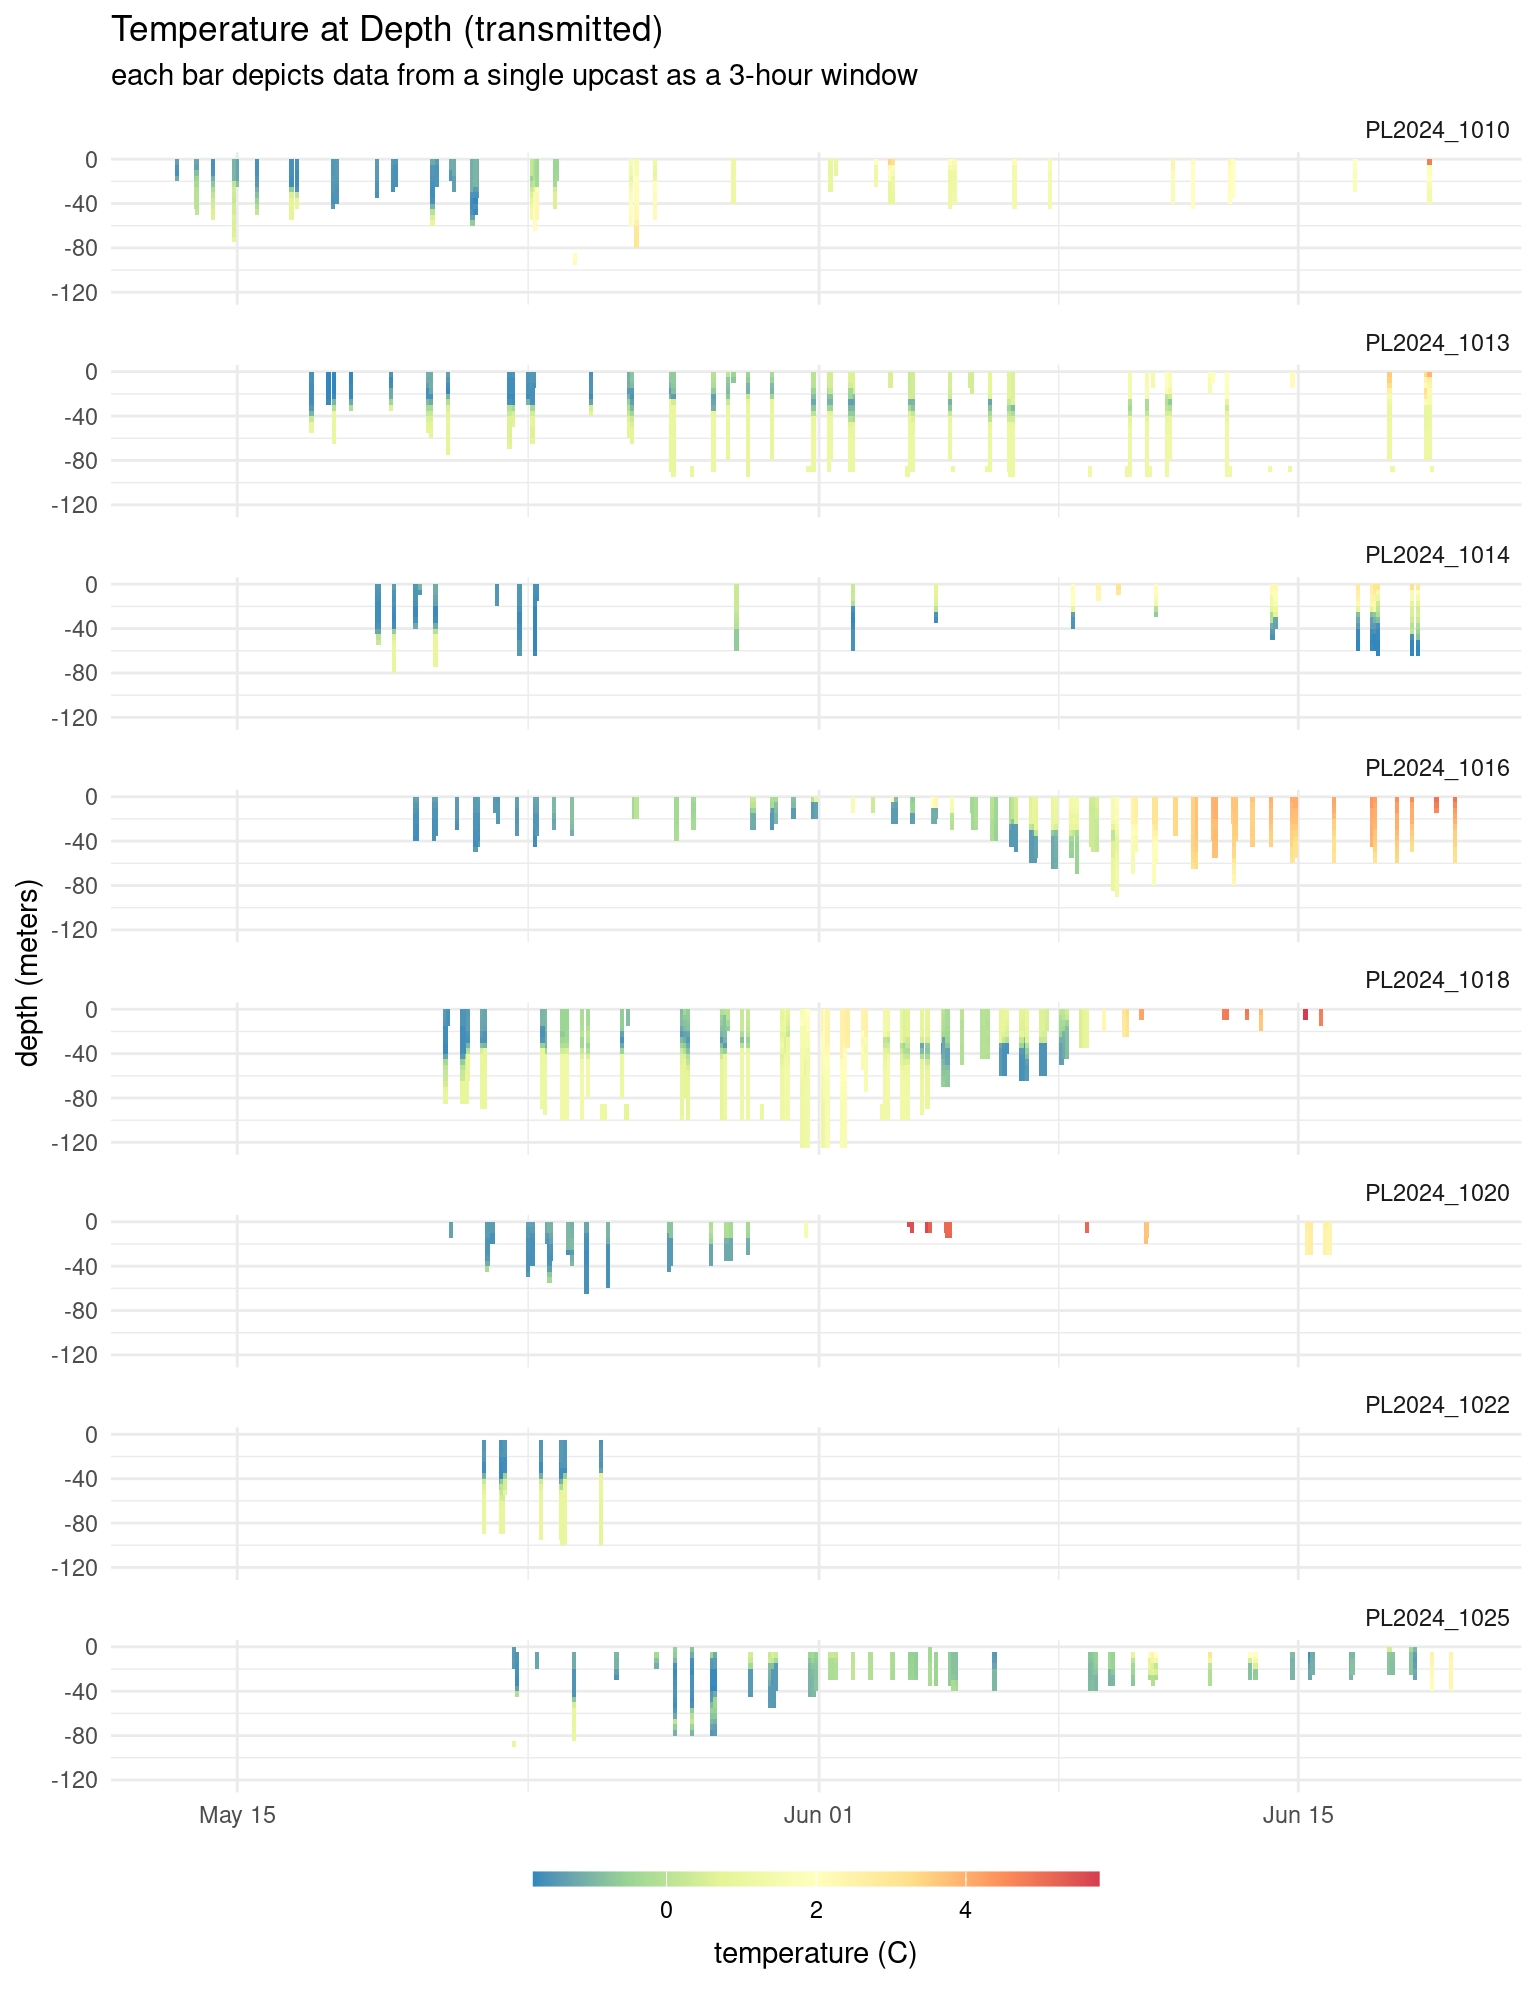 Temperature at Depth (transmitted)
each bar depicts data from a single upcast as a 3-hour window
PL2024_1010
0
-40
-80
-120
PL2024_1013
0
-40
-80
-120
PL2024_1014
0
-40
-80
-120
PL2024_1016
0
-40
-80
-120
depth (meters)
PL2024_1018
0
-40
-80
-120
PL2024_1020
0
-40
-80
-120
PL2024_1022
0
-40
-80
-120
PL2024_1025
0
-40
-80
-120
May 15 Jun 01 Jun 15
0 2 4
temperature (C)